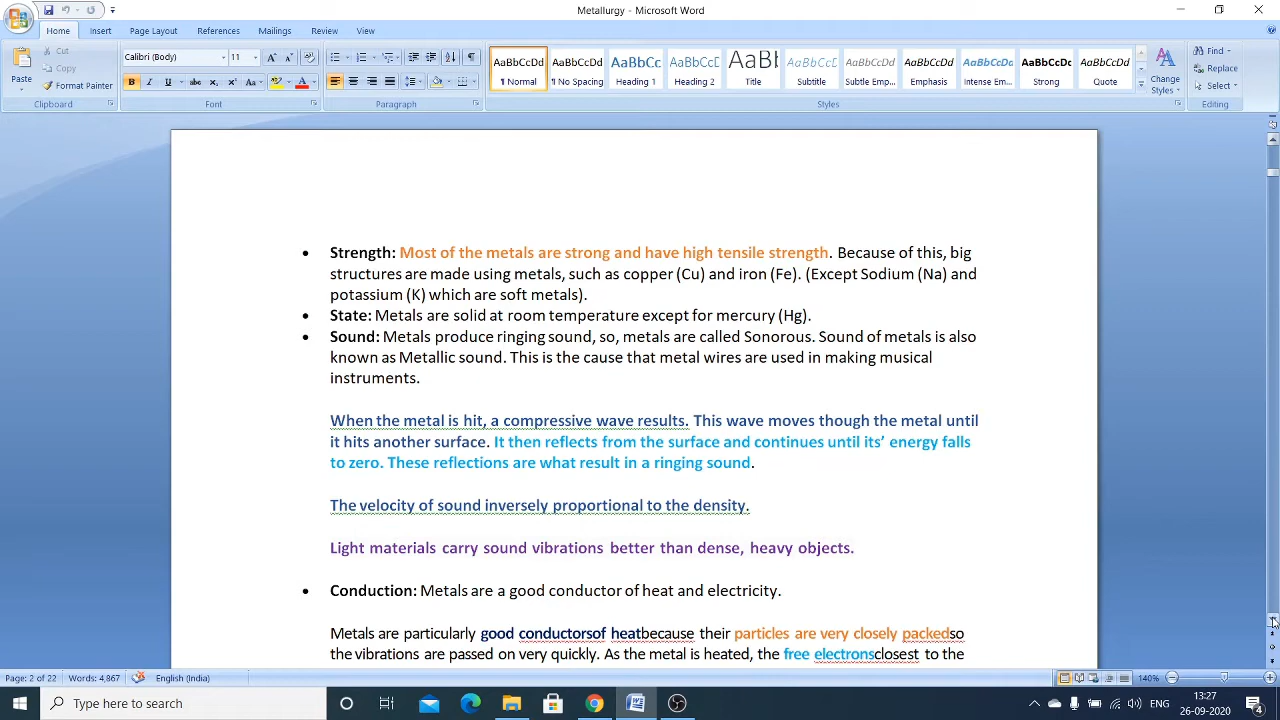 Metallurgy - Microsoft Word
Home Insert Page Layout References Mailings Review View
Paste
Cut
Copy
Format Painter
Clipboard
Calibri (Body) 11
Font
Paragraph
AaBbCcDd AaBbCcDd AaBbCc AaBbCcD AaBb AaBbCcD AaBbCcDd AaBbCcDd AaBbCcDd AaBbCcDd AaBbCcDd
¶ Normal ¶ No Spacing Heading 1 Heading 2 Title Subtitle Subtle Emp... Emphasis Intense Em... Strong Quote
Change Styles
Styles
Find
Replace
Select
Editing
• Strength: Most of the metals are strong and have high tensile strength. Because of this, big
structures are made using metals, such as copper (Cu) and iron (Fe). (Except Sodium (Na) and
potassium (K) which are soft metals).
• State: Metals are solid at room temperature except for mercury (Hg).
• Sound: Metals produce ringing sound, so, metals are called Sonorous. Sound of metals is also
known as Metallic sound. This is the cause that metal wires are used in making musical
instruments.
When the metal is hit, a compressive wave results. This wave moves though the metal until
it hits another surface. It then reflects from the surface and continues until its’ energy falls
to zero. These reflections are what result in a ringing sound.
The velocity of sound inversely proportional to the density.
Light materials carry sound vibrations better than dense, heavy objects.
• Conduction: Metals are a good conductor of heat and electricity.
Metals are particularly good conductorsof heatbecause their particles are very closely packedso
the vibrations are passed on very quickly. As the metal is heated, the free electronsclosest to the
Page: 2 of 22 Words: 4,867 English (India) 140%
Type here to search
ENG
13:27
26-09-2020
4